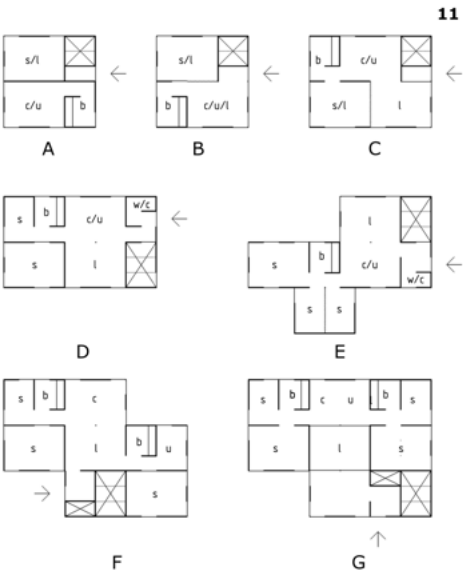 11
s/l
c/u b
A
s/l
b c/u/l
B
b c/u
s/l l
C
s b c/u w/c
s l
D
l
s b c/u
w/c
s s
E
s b c
s l b u
s
F
s b c u b s
s l s
G